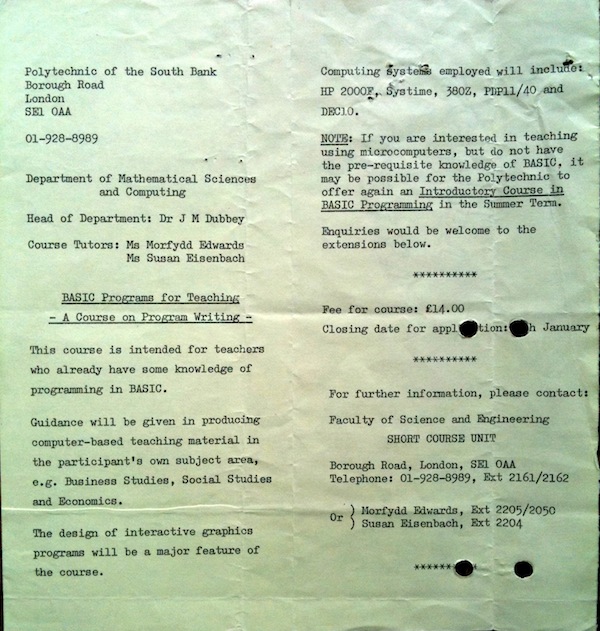 Polytechnic of the South Bank
Borough Road
London
SE1 OAA
01-928-8989
Department of Mathematical Sciences
and Computing
Head of Department: Dr J M Dubbey
Course Tutors: Ms Morfydd Edwards
Ms Susan Eisenbach
BASIC Programs for Teaching
- A Course on Program Writing -
This course is intended for teachers
who already have some knowledge of
programming in BASIC.
Guidance will be given in producing
computer-based teaching material in
the participant's own subject area,
e.g. Business Studies, Social Studies
and Economics.
The design of interactive graphics
programs will be a major feature of
the course.
Computing systems employed will include:
HP 2000F, Systime, 380Z, PDP11/40 and
DEC10.
NOTE: If you are interested in teaching
using microcomputers, but do not have
the pre-requisite knowledge of BASIC, it
may be possible for the Polytechnic to
offer again an Introductory Course in
BASIC Programming in the Summer Term.
Enquiries would be welcome to the
extensions below.
**********
Fee for course: £14.00
Closing date for January
**********
For further information, please contact:
Faculty of Science and Engineering
SHORT COURSE UNIT
Borough Road, London, SE1 OAA
Telephone: 01-928-8989, Ext 2161/2162
Or ) Morfydd Edwards, Ext 2205/2050
) Susan Eisenbach, Ext 2204
*******